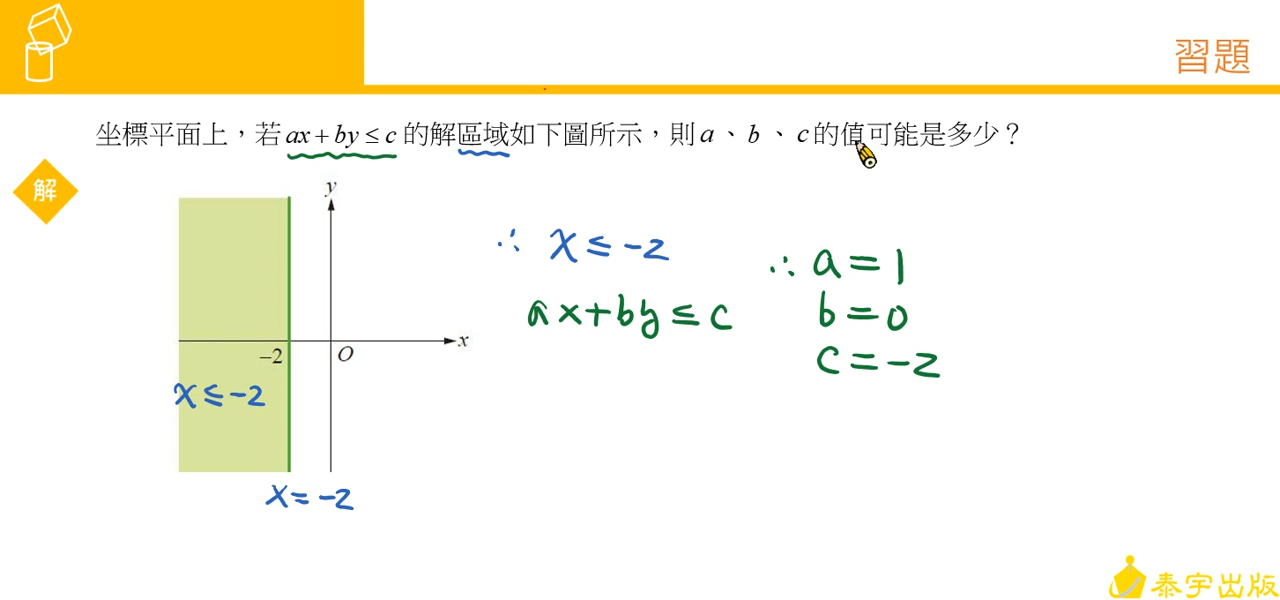 習題
坐標平面上，若 ax + by ≤ c 的解區域如下圖所示，則 a、b、c 的值可能是多少？
解
y
x
−2
O
x ≤ −2
x = −2
∴ x ≤ −2
ax + by ≤ c
∴ a = 1
b = 0
c = −2
泰宇出版